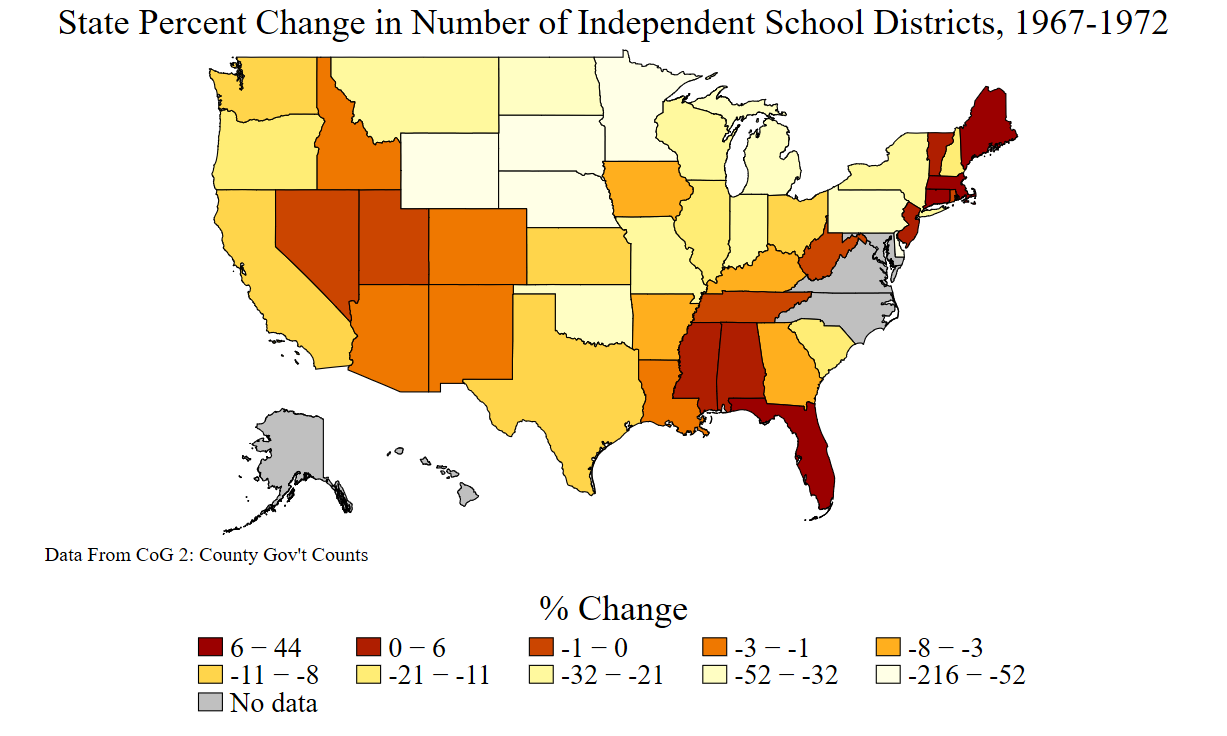 State Percent Change in Number of Independent School Districts, 1967-1972
Data From CoG 2: County Gov't Counts
% Change
6 − 44 0 − 6 -1 − 0 -3 − -1 -8 − -3
-11 − -8 -21 − -11 -32 − -21 -52 − -32 -216 − -52
No data